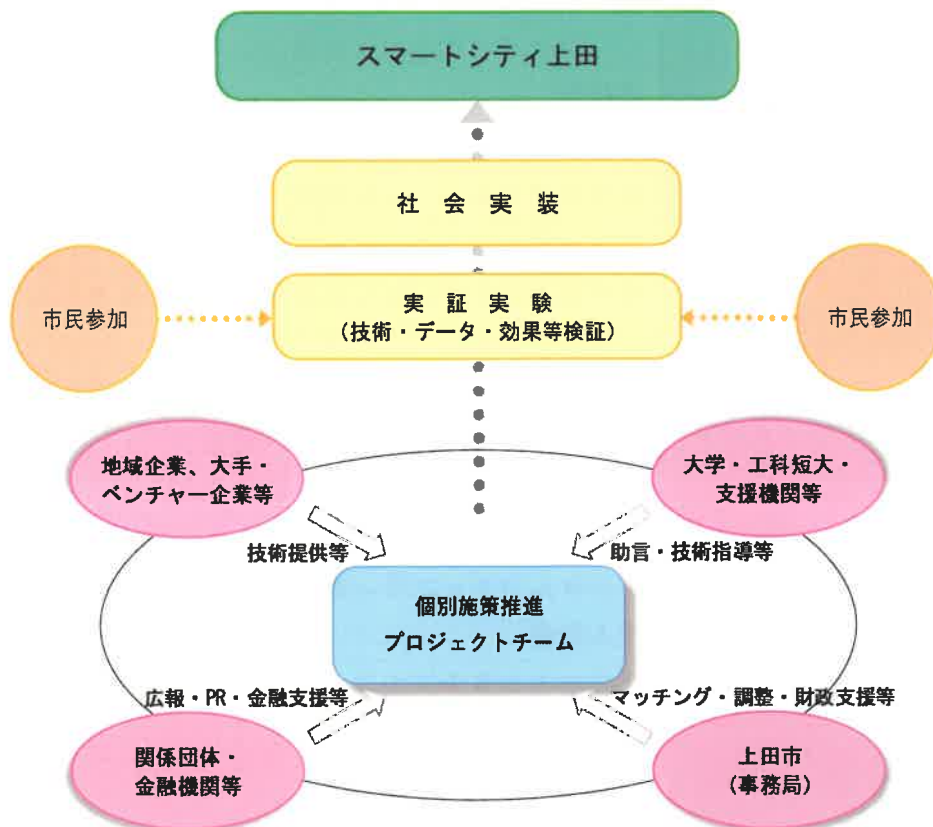 スマートシティ上田
社会実装
実証実験
(技術・データ・効果等検証)
市民参加
市民参加
地域企業、大手・
ベンチャー企業等
大学・工科短大・
支援機関等
技術提供等
助言・技術指導等
個別施策推進
プロジェクトチーム
広報・PR・金融支援等
マッチング・調整・財政支援等
関係団体・
金融機関等
上田市
(事務局)